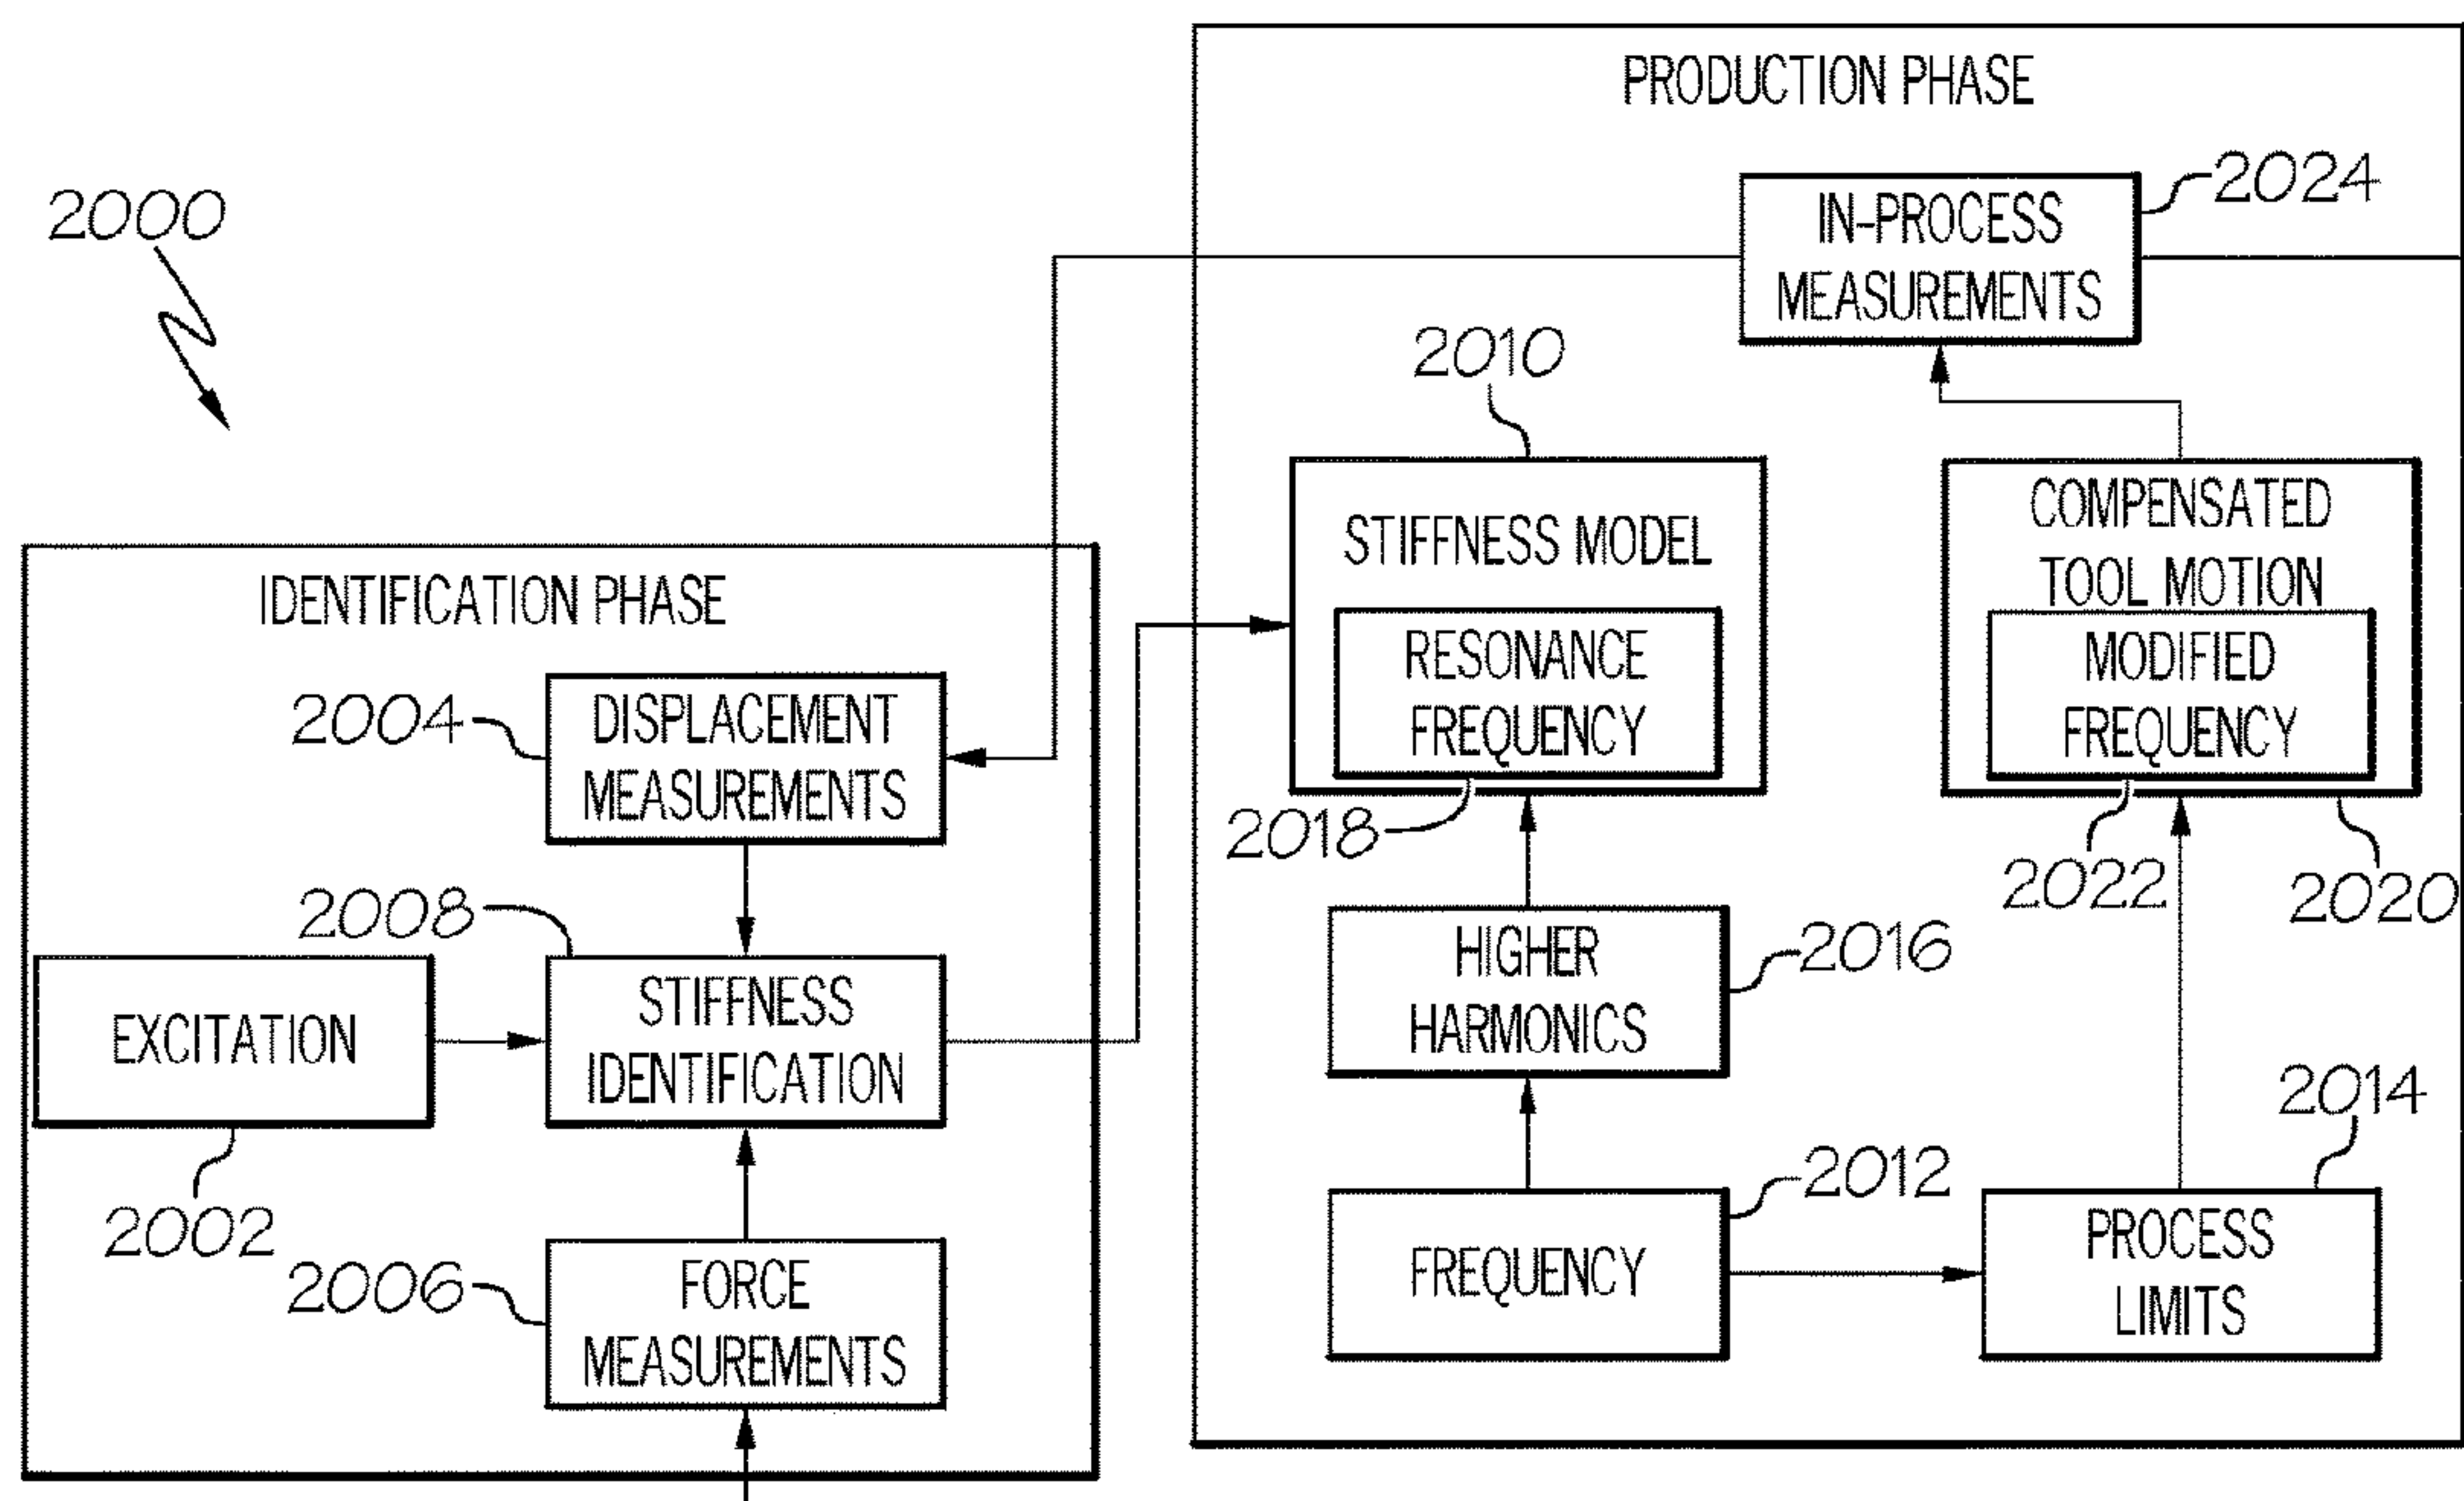 2000
IDENTIFICATION PHASE
2004
DISPLACEMENT
MEASUREMENTS
2008
EXCITATION
STIFFNESS
IDENTIFICATION
2002
2006
FORCE
MEASUREMENTS
PRODUCTION PHASE
2024
IN-PROCESS
MEASUREMENTS
2010
STIFFNESS MODEL
RESONANCE
FREQUENCY
2018
COMPENSATED
TOOL MOTION
MODIFIED
FREQUENCY
2022
2020
HIGHER
HARMONICS
2016
2014
2012
FREQUENCY
PROCESS
LIMITS